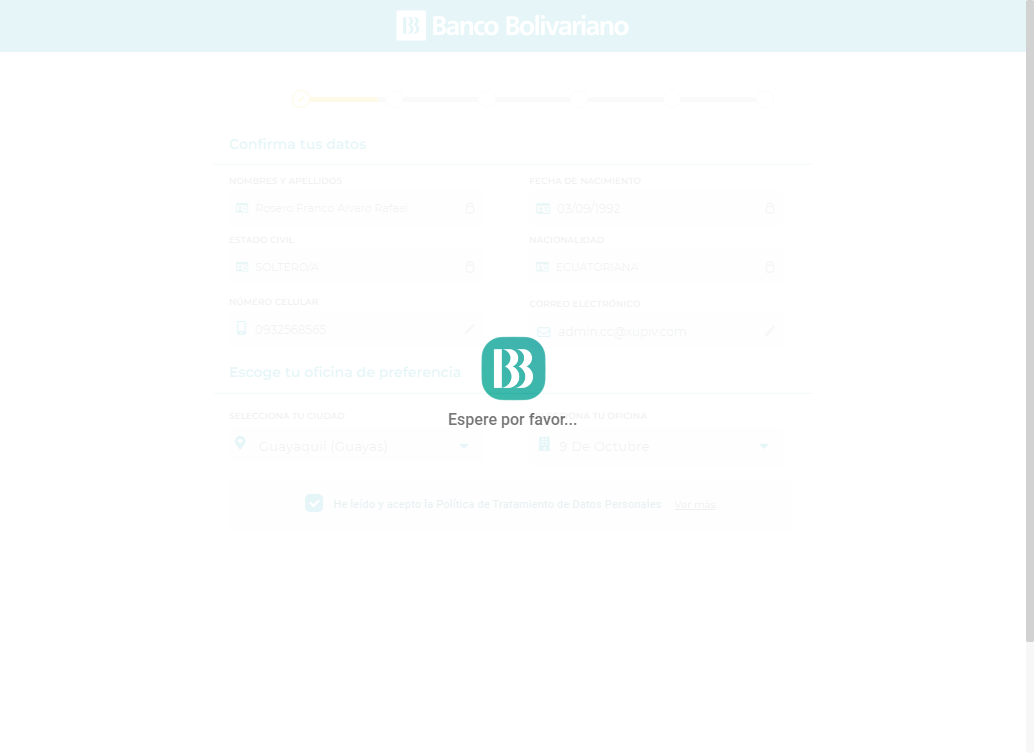 Banco Bolivariano
Confirma tus datos
NOMBRES Y APELLIDOS
FECHA DE NACIMIENTO
Rosero Franco Alvaro Rafael
03/09/1992
ESTADO CIVIL
NACIONALIDAD
SOLTERO/A
ECUATORIANA
NÚMERO CELULAR
CORREO ELECTRÓNICO
0932568565
admin.cc@xupiv.com
Escoge tu oficina de preferencia
Espere por favor...
SELECCIONA TU CIUDAD
TU OFICINA
Guayaquil (Guayas)
9 De Octubre
He leído y acepto la Política de Tratamiento de Datos Personales Ver más